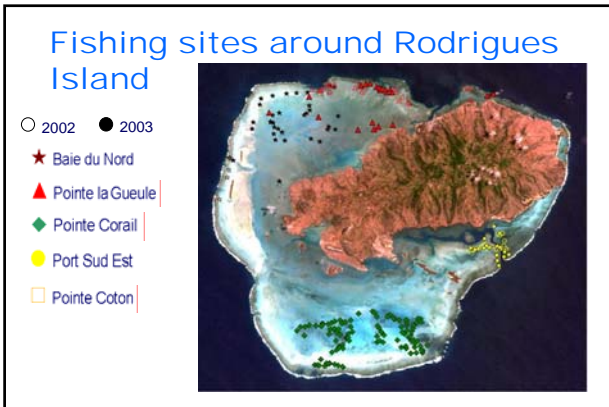 Fishing sites around Rodrigues
Island
2002 2003
Baie du Nord
Pointe la Gueule
Pointe Corail
Port Sud Est
Pointe Coton